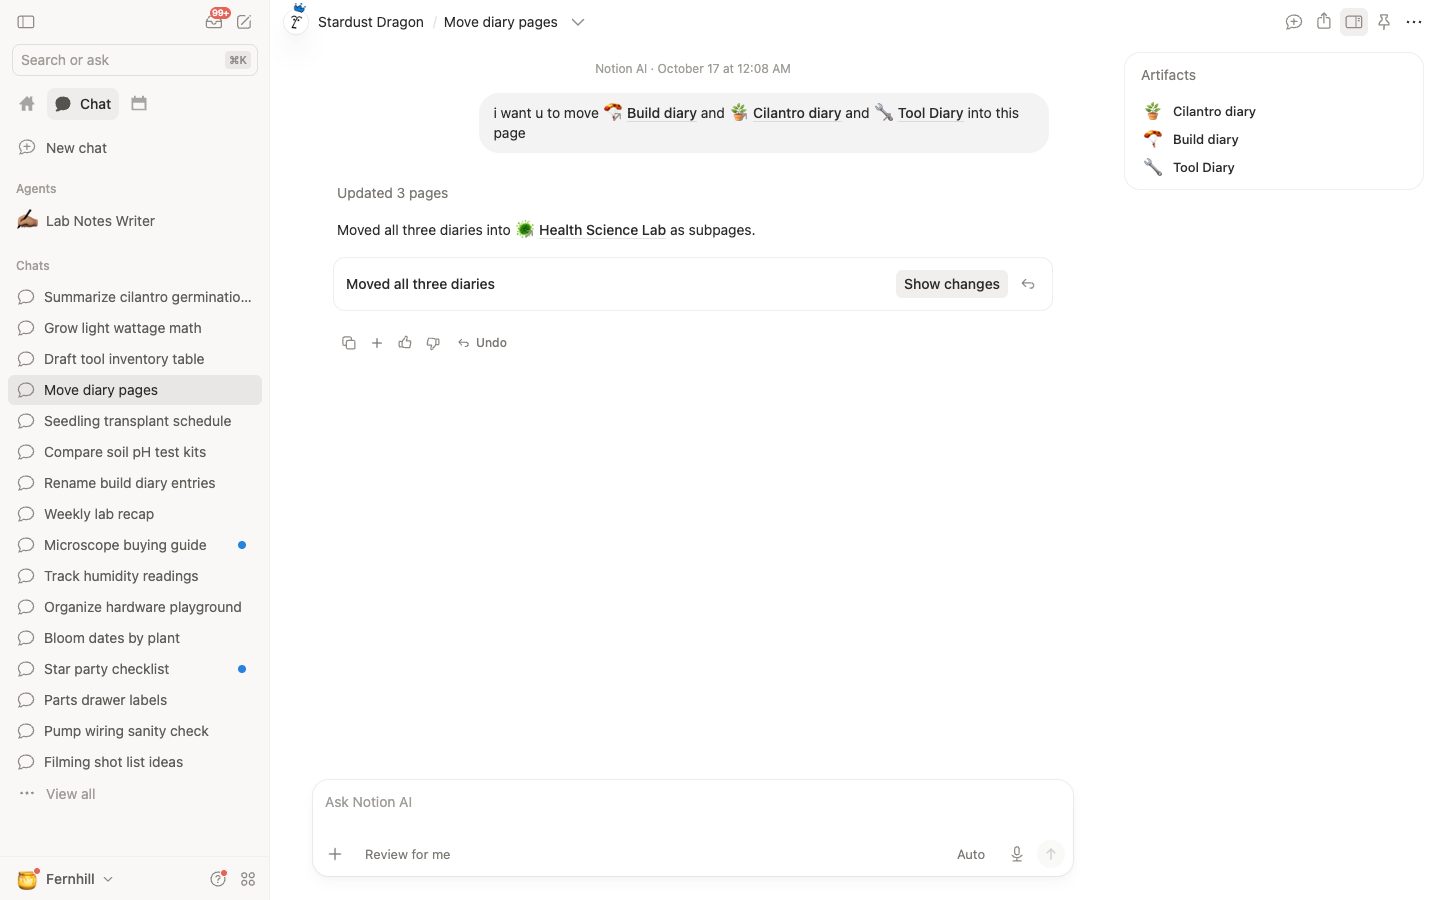 99+
Search or ask
⌘K
Chat
New chat
Agents
Lab Notes Writer
Chats
Summarize cilantro germinatio...
Grow light wattage math
Draft tool inventory table
Move diary pages
Seedling transplant schedule
Compare soil pH test kits
Rename build diary entries
Weekly lab recap
Microscope buying guide
Track humidity readings
Organize hardware playground
Bloom dates by plant
Star party checklist
Parts drawer labels
Pump wiring sanity check
Filming shot list ideas
View all
Fernhill
Stardust Dragon / Move diary pages
Notion AI · October 17 at 12:08 AM
i want u to move Build diary and Cilantro diary and Tool Diary into this
page
Updated 3 pages
Moved all three diaries into Health Science Lab as subpages.
Moved all three diaries
Show changes
Undo
Ask Notion AI
Review for me
Auto
Artifacts
Cilantro diary
Build diary
Tool Diary